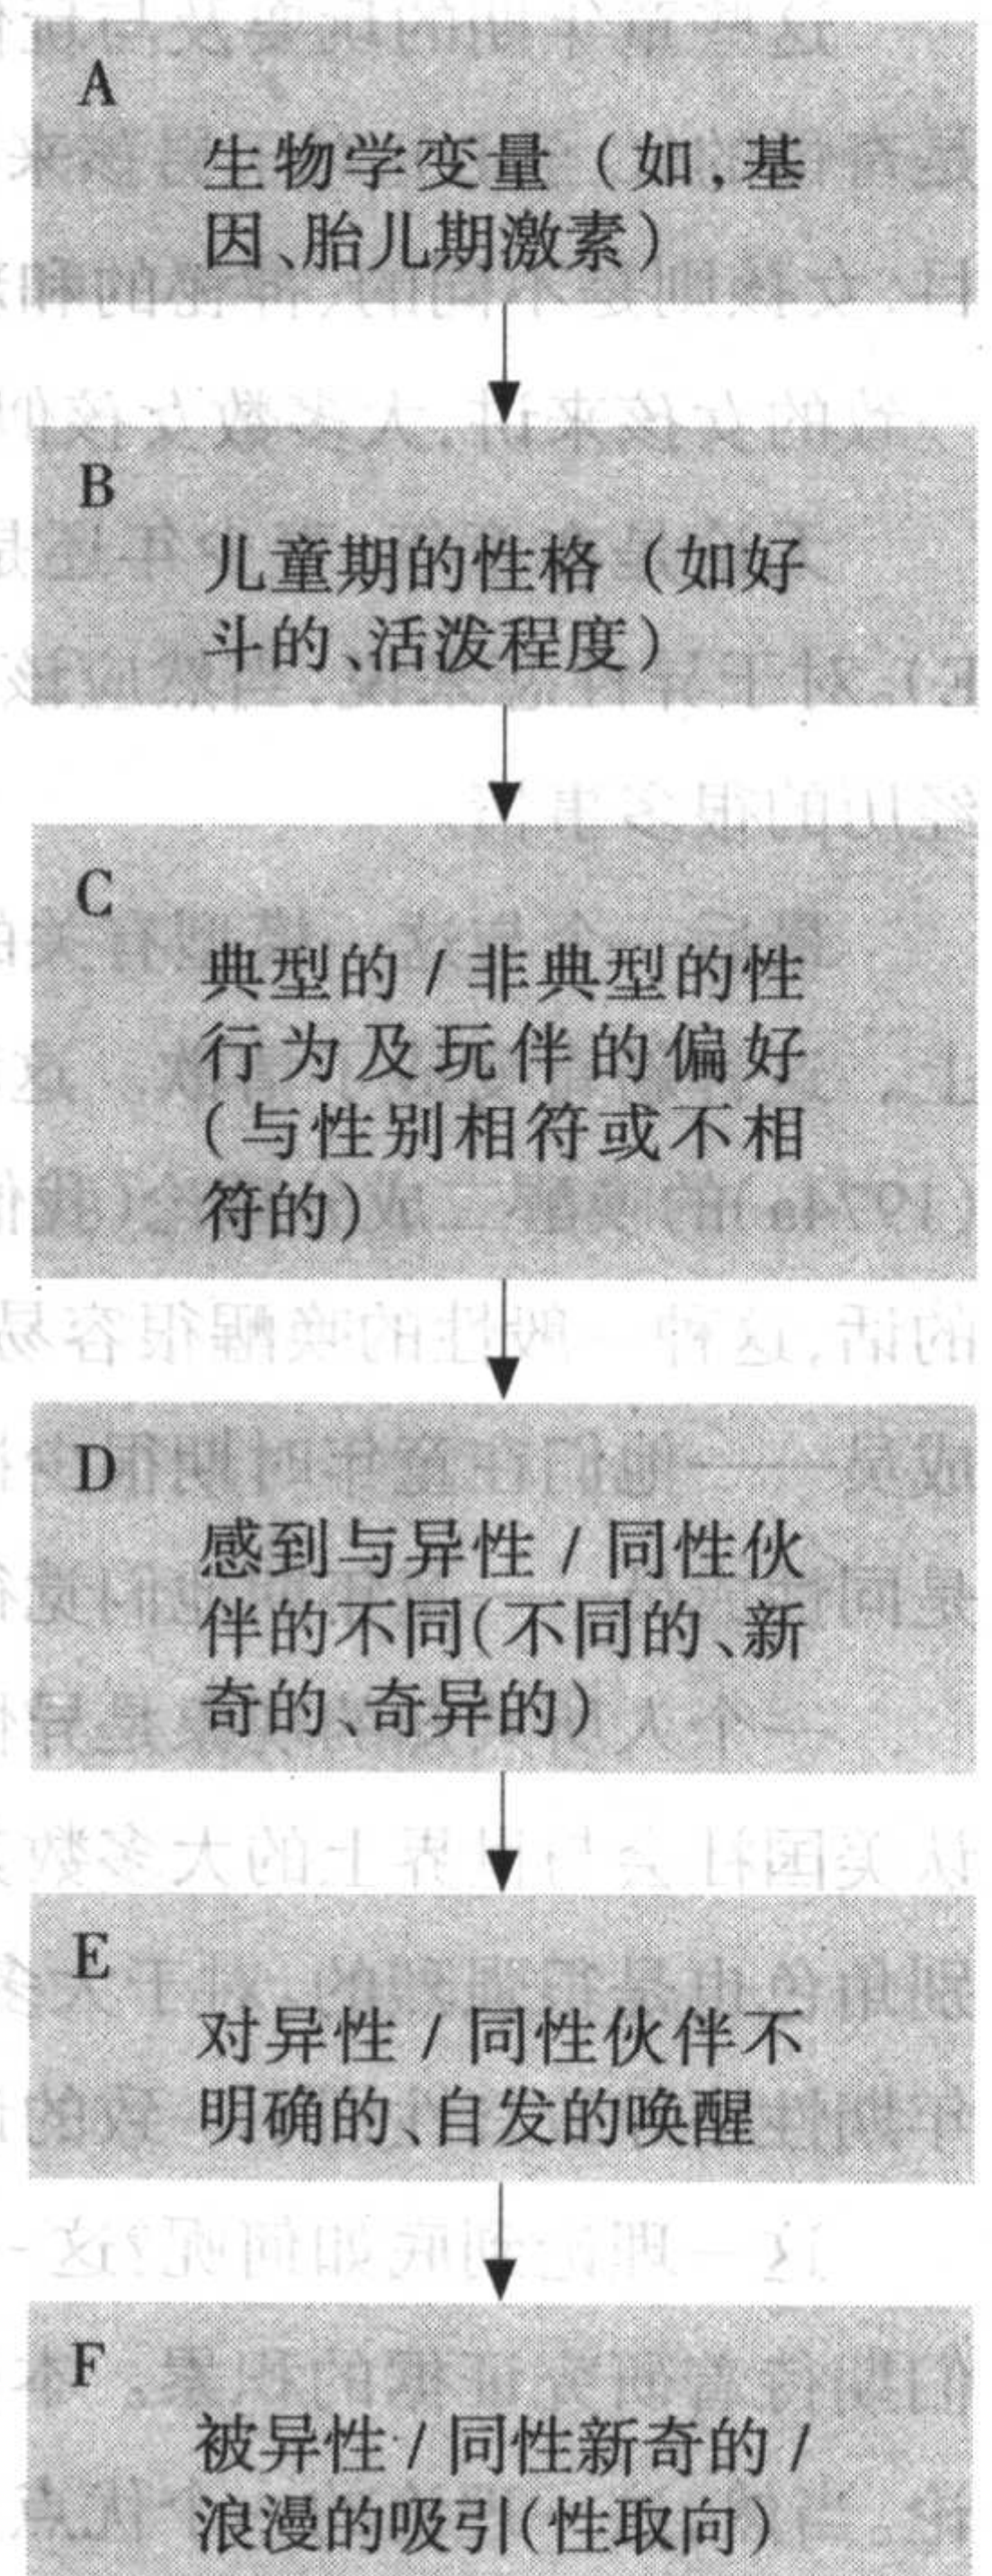 A
生物学变量（如,基
因、胎儿期激素）
B
儿童期的性格（如好
斗的、活泼程度）
C
典型的 / 非典型的性
行为及玩伴的偏好
（与性别相符或不相
符的）
D
感到与异性 / 同性伙
伴的不同(不同的、新
奇的、奇异的）
E
对异性 / 同性伙伴不
明确的、自发的唤醒
F
被异性 / 同性新奇的 /
浪漫的吸引(性取向）